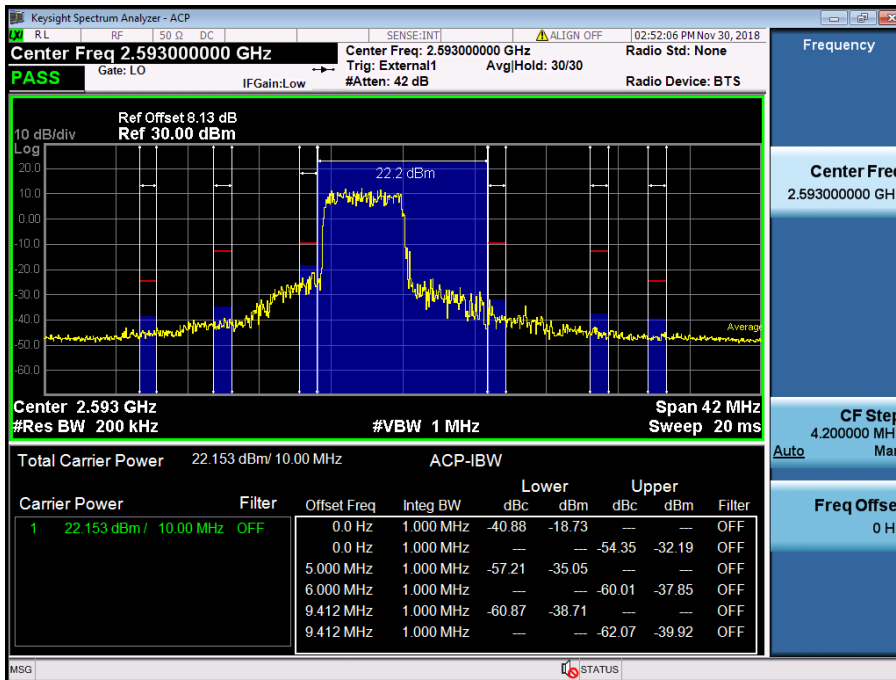 Keysight Spectrum Analyzer - ACP
LXI RL RF 50 Ω DC SENSE:INT ALIGN OFF 02:52:06 PM Nov 30, 2018
Center Freq 2.593000000 GHz Center Freq: 2.593000000 GHz Radio Std: None
Trig: External1 Avg|Hold: 30/30
PASS Gate: LO IFGain:Low #Atten: 42 dB Radio Device: BTS
Ref Offset 8.13 dB
10 dB/div Ref 30.00 dBm
Log
22.2 dBm
20.0
10.0
0.00
-10.0
-20.0
-30.0
-40.0
Average
-50.0
-60.0
Center 2.593 GHz Span 42 MHz
#Res BW 200 kHz #VBW 1 MHz Sweep 20 ms
Total Carrier Power 22.153 dBm/ 10.00 MHz ACP-IBW
Lower Upper
Carrier Power Filter Offset Freq Integ BW dBc dBm dBc dBm Filter
1 22.153 dBm / 10.00 MHz OFF 0.0 Hz 1.000 MHz -40.88 -18.73 --- --- OFF
0.0 Hz 1.000 MHz --- --- -54.35 -32.19 OFF
5.000 MHz 1.000 MHz -57.21 -35.05 --- --- OFF
6.000 MHz 1.000 MHz --- --- -60.01 -37.85 OFF
9.412 MHz 1.000 MHz -60.87 -38.71 --- --- OFF
9.412 MHz 1.000 MHz --- --- -62.07 -39.92 OFF
MSG STATUS
Frequency
Center Fre
2.593000000 GH
CF Step
4.200000 MH
Auto Ma
Freq Offse
0 H